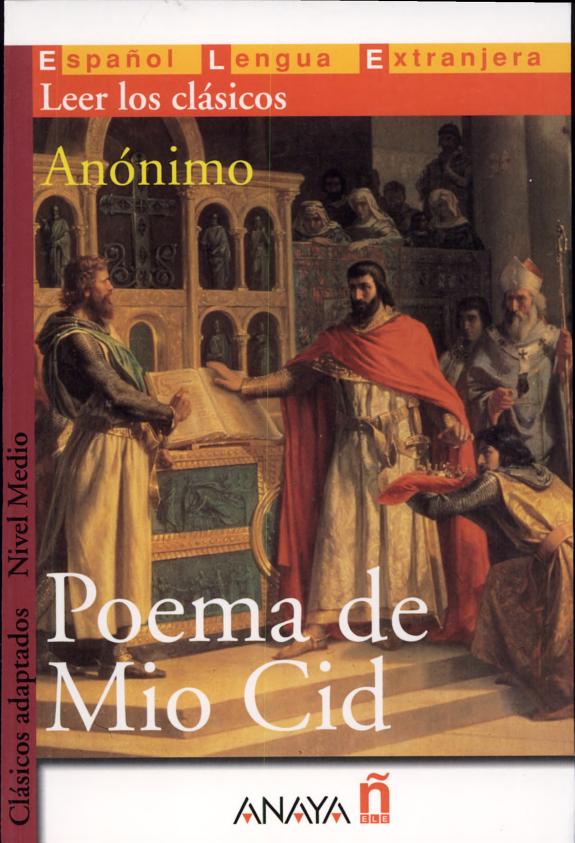 Español Lengua Extranjera
Leer los clásicos
Anónimo
Poema de
Mio Cid
Clásicos adaptados Nivel Medio
ANAYA ñ
ELE